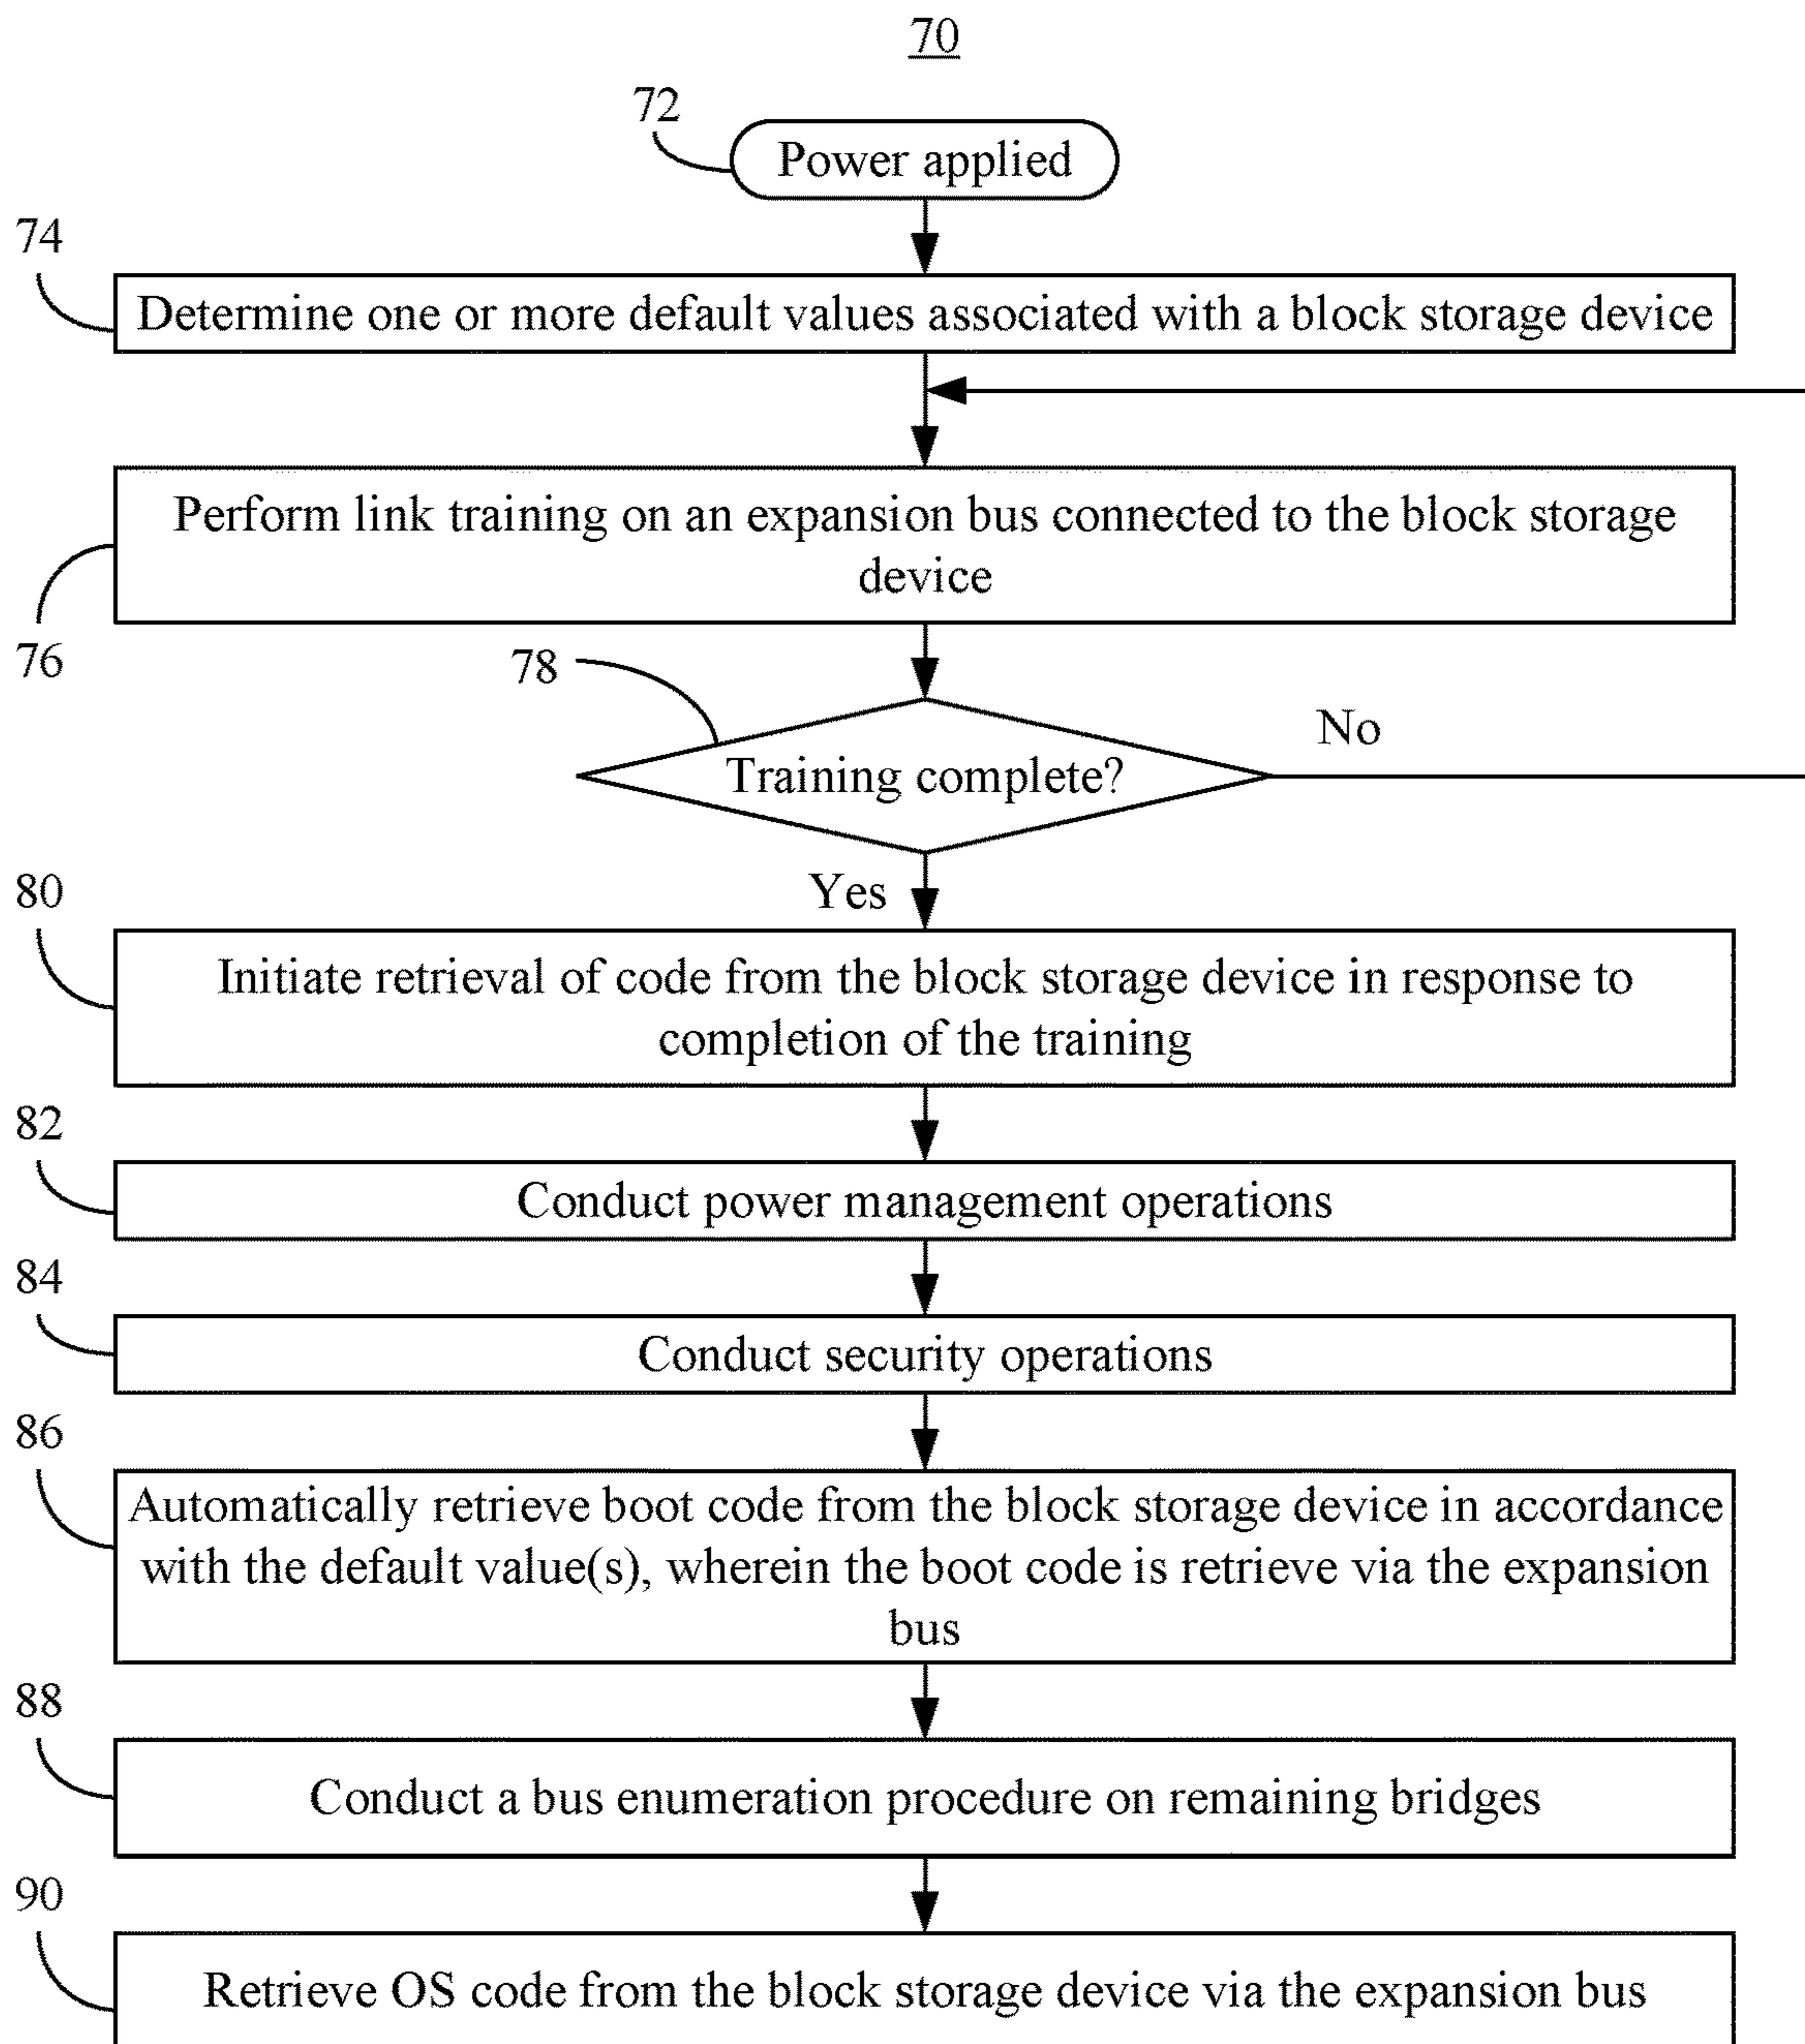 70
72
Power applied
74
Determine one or more default values associated with a block storage device
Perform link training on an expansion bus connected to the block storage
device
76
78
No
Training complete?
Yes
80
Initiate retrieval of code from the block storage device in response to
completion of the training
82
Conduct power management operations
84
Conduct security operations
86
Automatically retrieve boot code from the block storage device in accordance
with the default value(s), wherein the boot code is retrieve via the expansion
bus
88
Conduct a bus enumeration procedure on remaining bridges
90
Retrieve OS code from the block storage device via the expansion bus